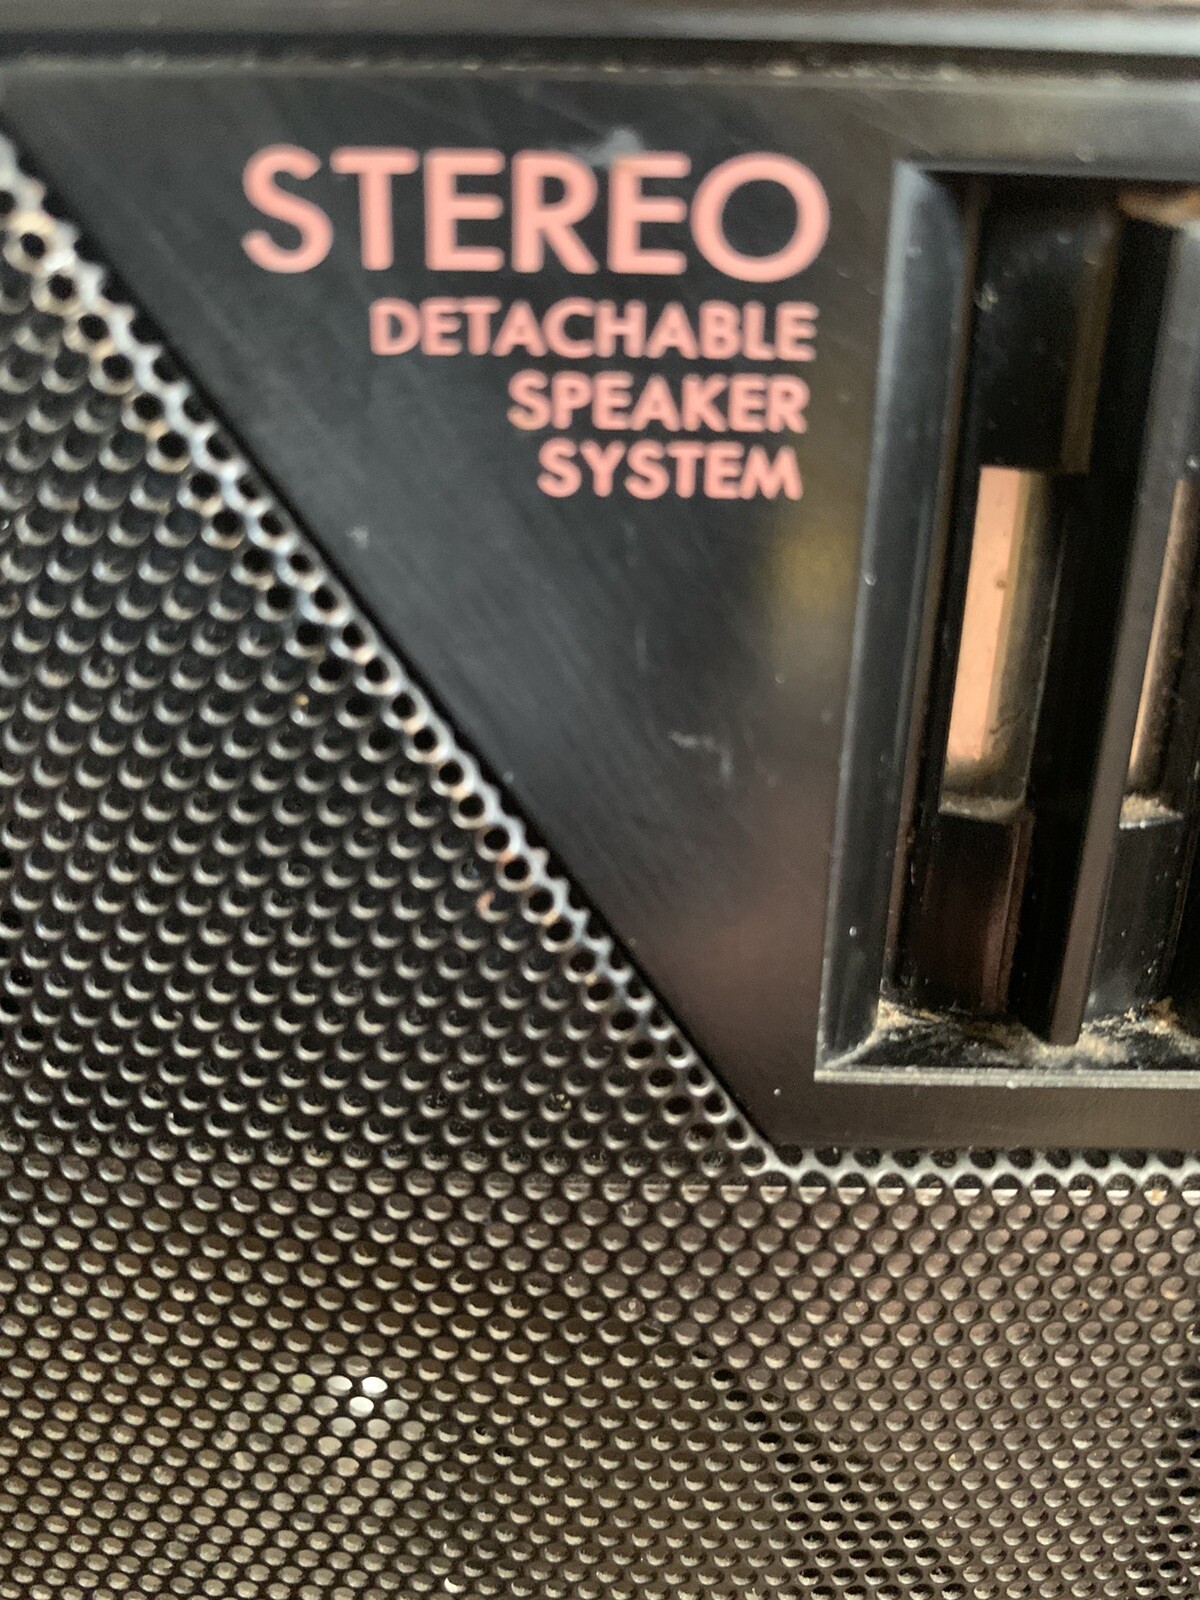 STEREO
DETACHABLE
SPEAKER
SYSTEM